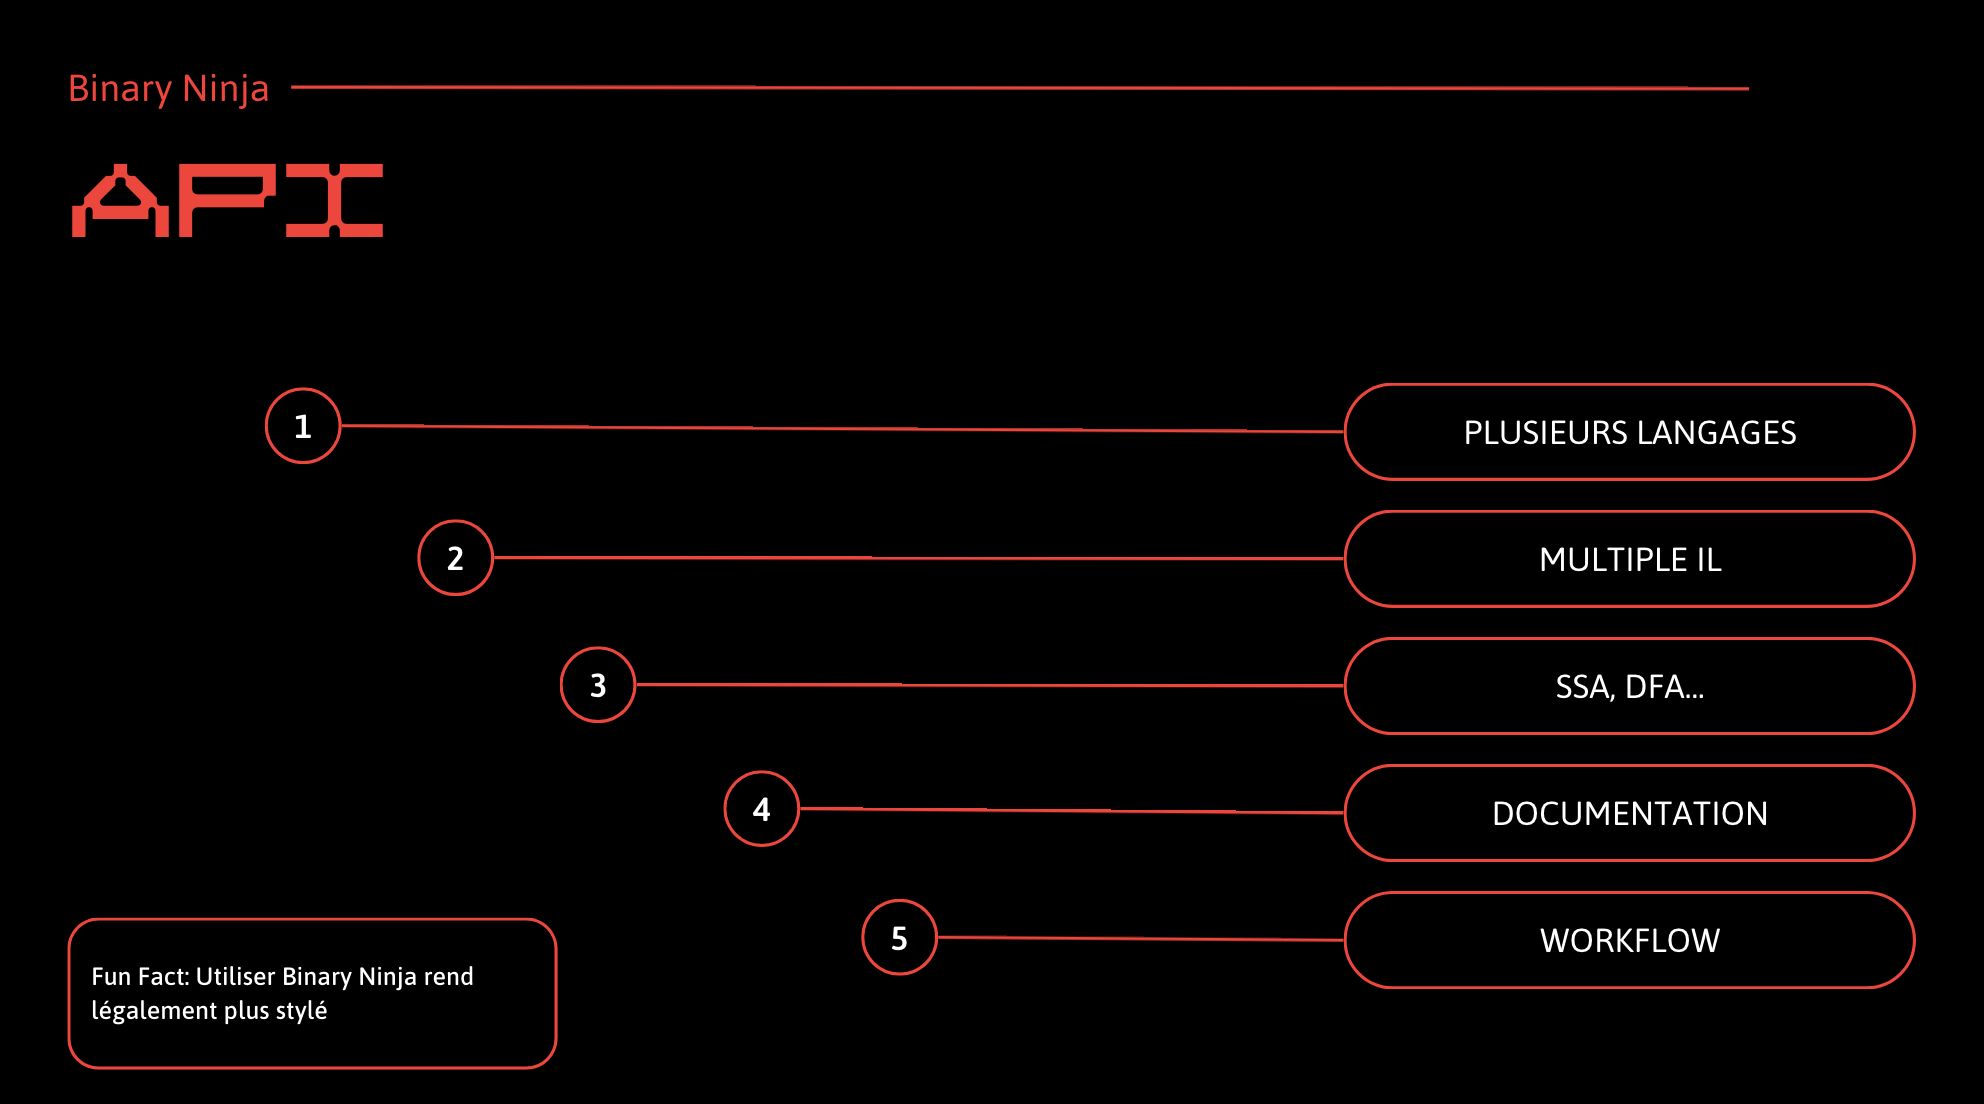 Binary Ninja
API
1
PLUSIEURS LANGAGES
2
MULTIPLE IL
3
SSA, DFA...
4
DOCUMENTATION
5
WORKFLOW
Fun Fact: Utiliser Binary Ninja rend
légalement plus stylé